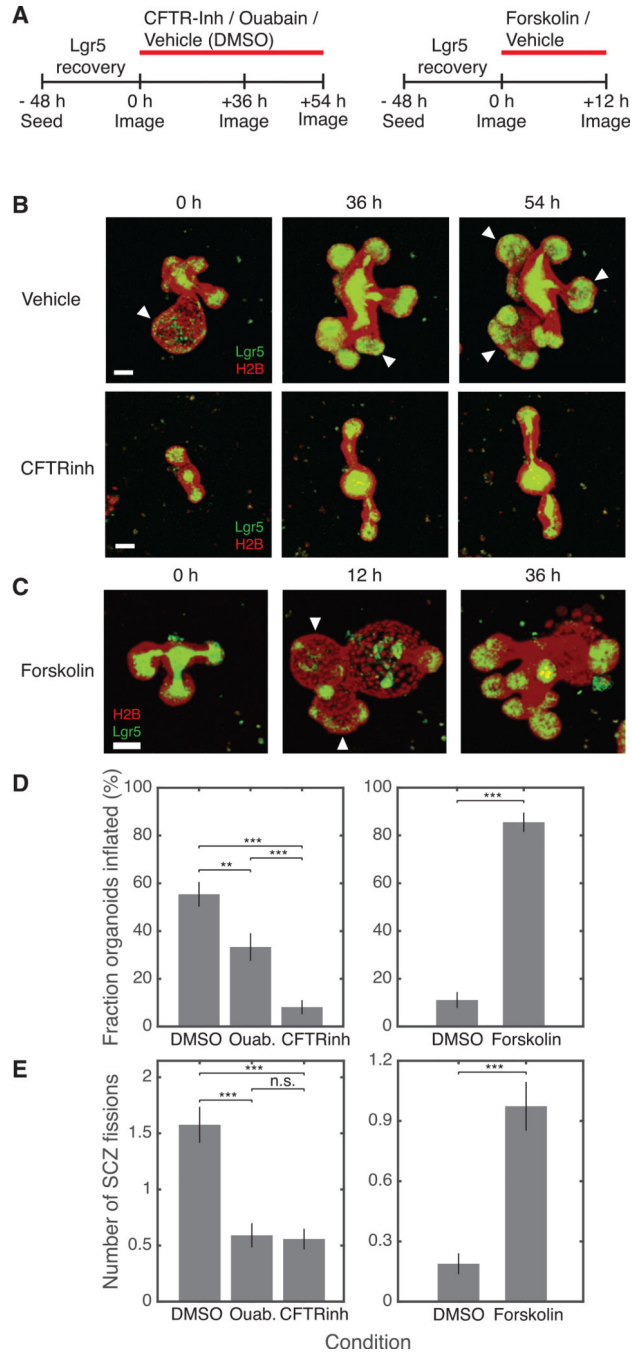 A
CFTR-Inh / Ouabain /
Vehicle (DMSO)
Lgr5
recovery
- 48 h
Seed
0 h
Image
+36 h
Image
+54 h
Image
Forskolin /
Vehicle
Lgr5
recovery
- 48 h
Seed
0 h
Image
+12 h
Image
B
0 h 36 h 54 h
Vehicle
Lgr5
H2B
CFTRinh
Lgr5
H2B
C
0 h 12 h 36 h
Forskolin
H2B
Lgr5
D
Fraction organoids inflated (%)
100
80
60
40
20
0
***
** ***
DMSO Ouab. CFTRinh
100
80
60
40
20
0
***
DMSO Forskolin
E
Number of SCZ fissions
2
1.5
1
0.5
0
***
n.s.
***
DMSO Ouab. CFTRinh
1.2
0.9
0.6
0.3
0
***
DMSO Forskolin
Condition